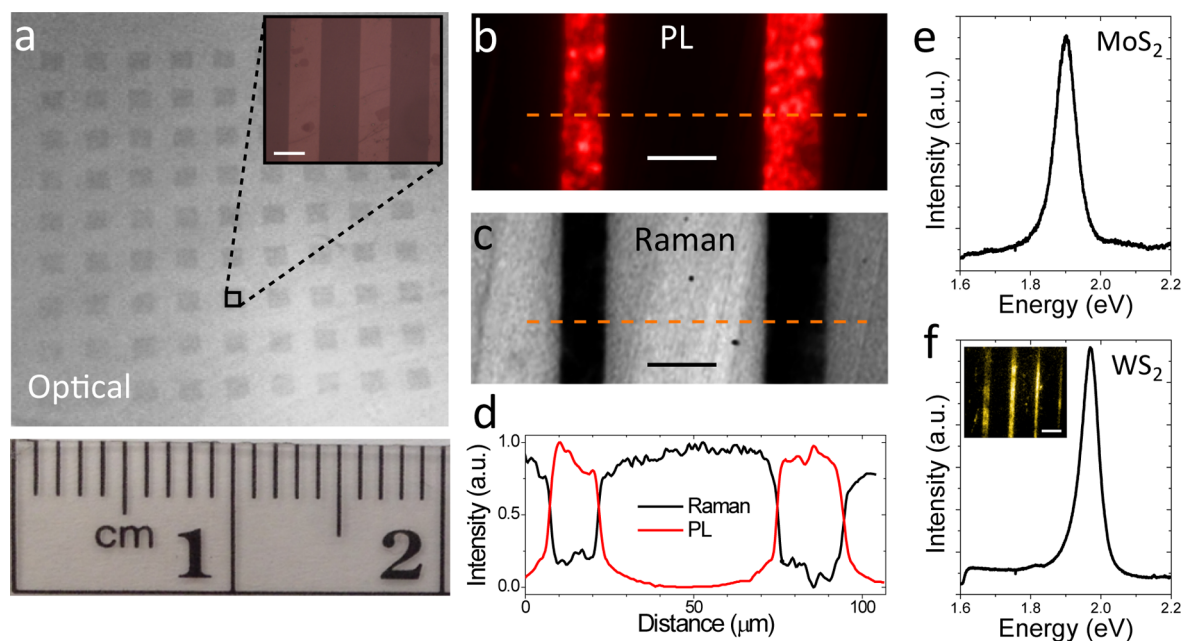 a
Optical
cm 1 2
b
PL
c
Raman
d
Intensity (a.u.)
1.0
0.5
0.0
Raman
PL
0 50 100
Distance (μm)
e
MoS₂
Intensity (a.u.)
1.6 1.8 2.0 2.2
Energy (eV)
f
WS₂
Intensity (a.u.)
1.6 1.8 2.0 2.2
Energy (eV)